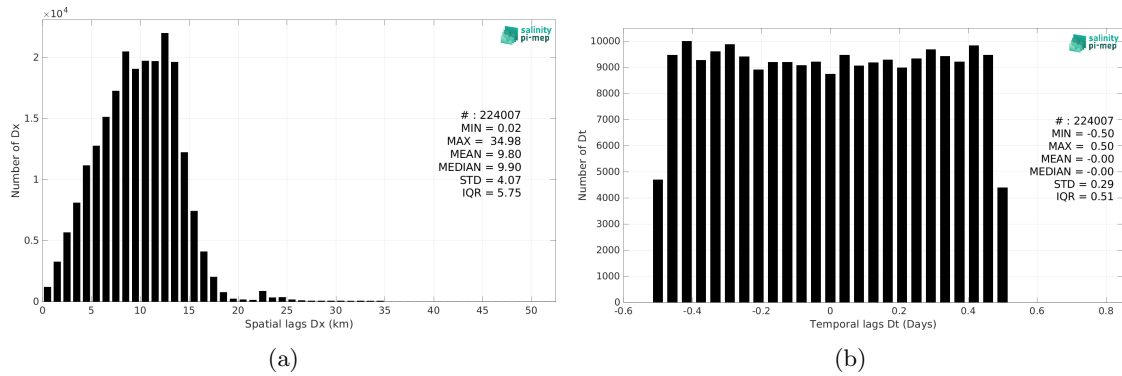 ×10⁴
Number of Dx
2
1.5
1
0.5
0
0 5 10 15 20 25 30 35 40 45 50
Spatial lags Dx (km)
salinity
pi-mep
# : 224007
MIN = 0.02
MAX = 34.98
MEAN = 9.80
MEDIAN = 9.90
STD = 4.07
IQR = 5.75
(a)
Number of Dt
10000
9000
8000
7000
6000
5000
4000
3000
2000
1000
0
-0.6 -0.4 -0.2 0 0.2 0.4 0.6 0.8
Temporal lags Dt (Days)
salinity
pi-mep
# : 224007
MIN = -0.50
MAX = 0.50
MEAN = -0.00
MEDIAN = -0.00
STD = 0.29
IQR = 0.51
(b)